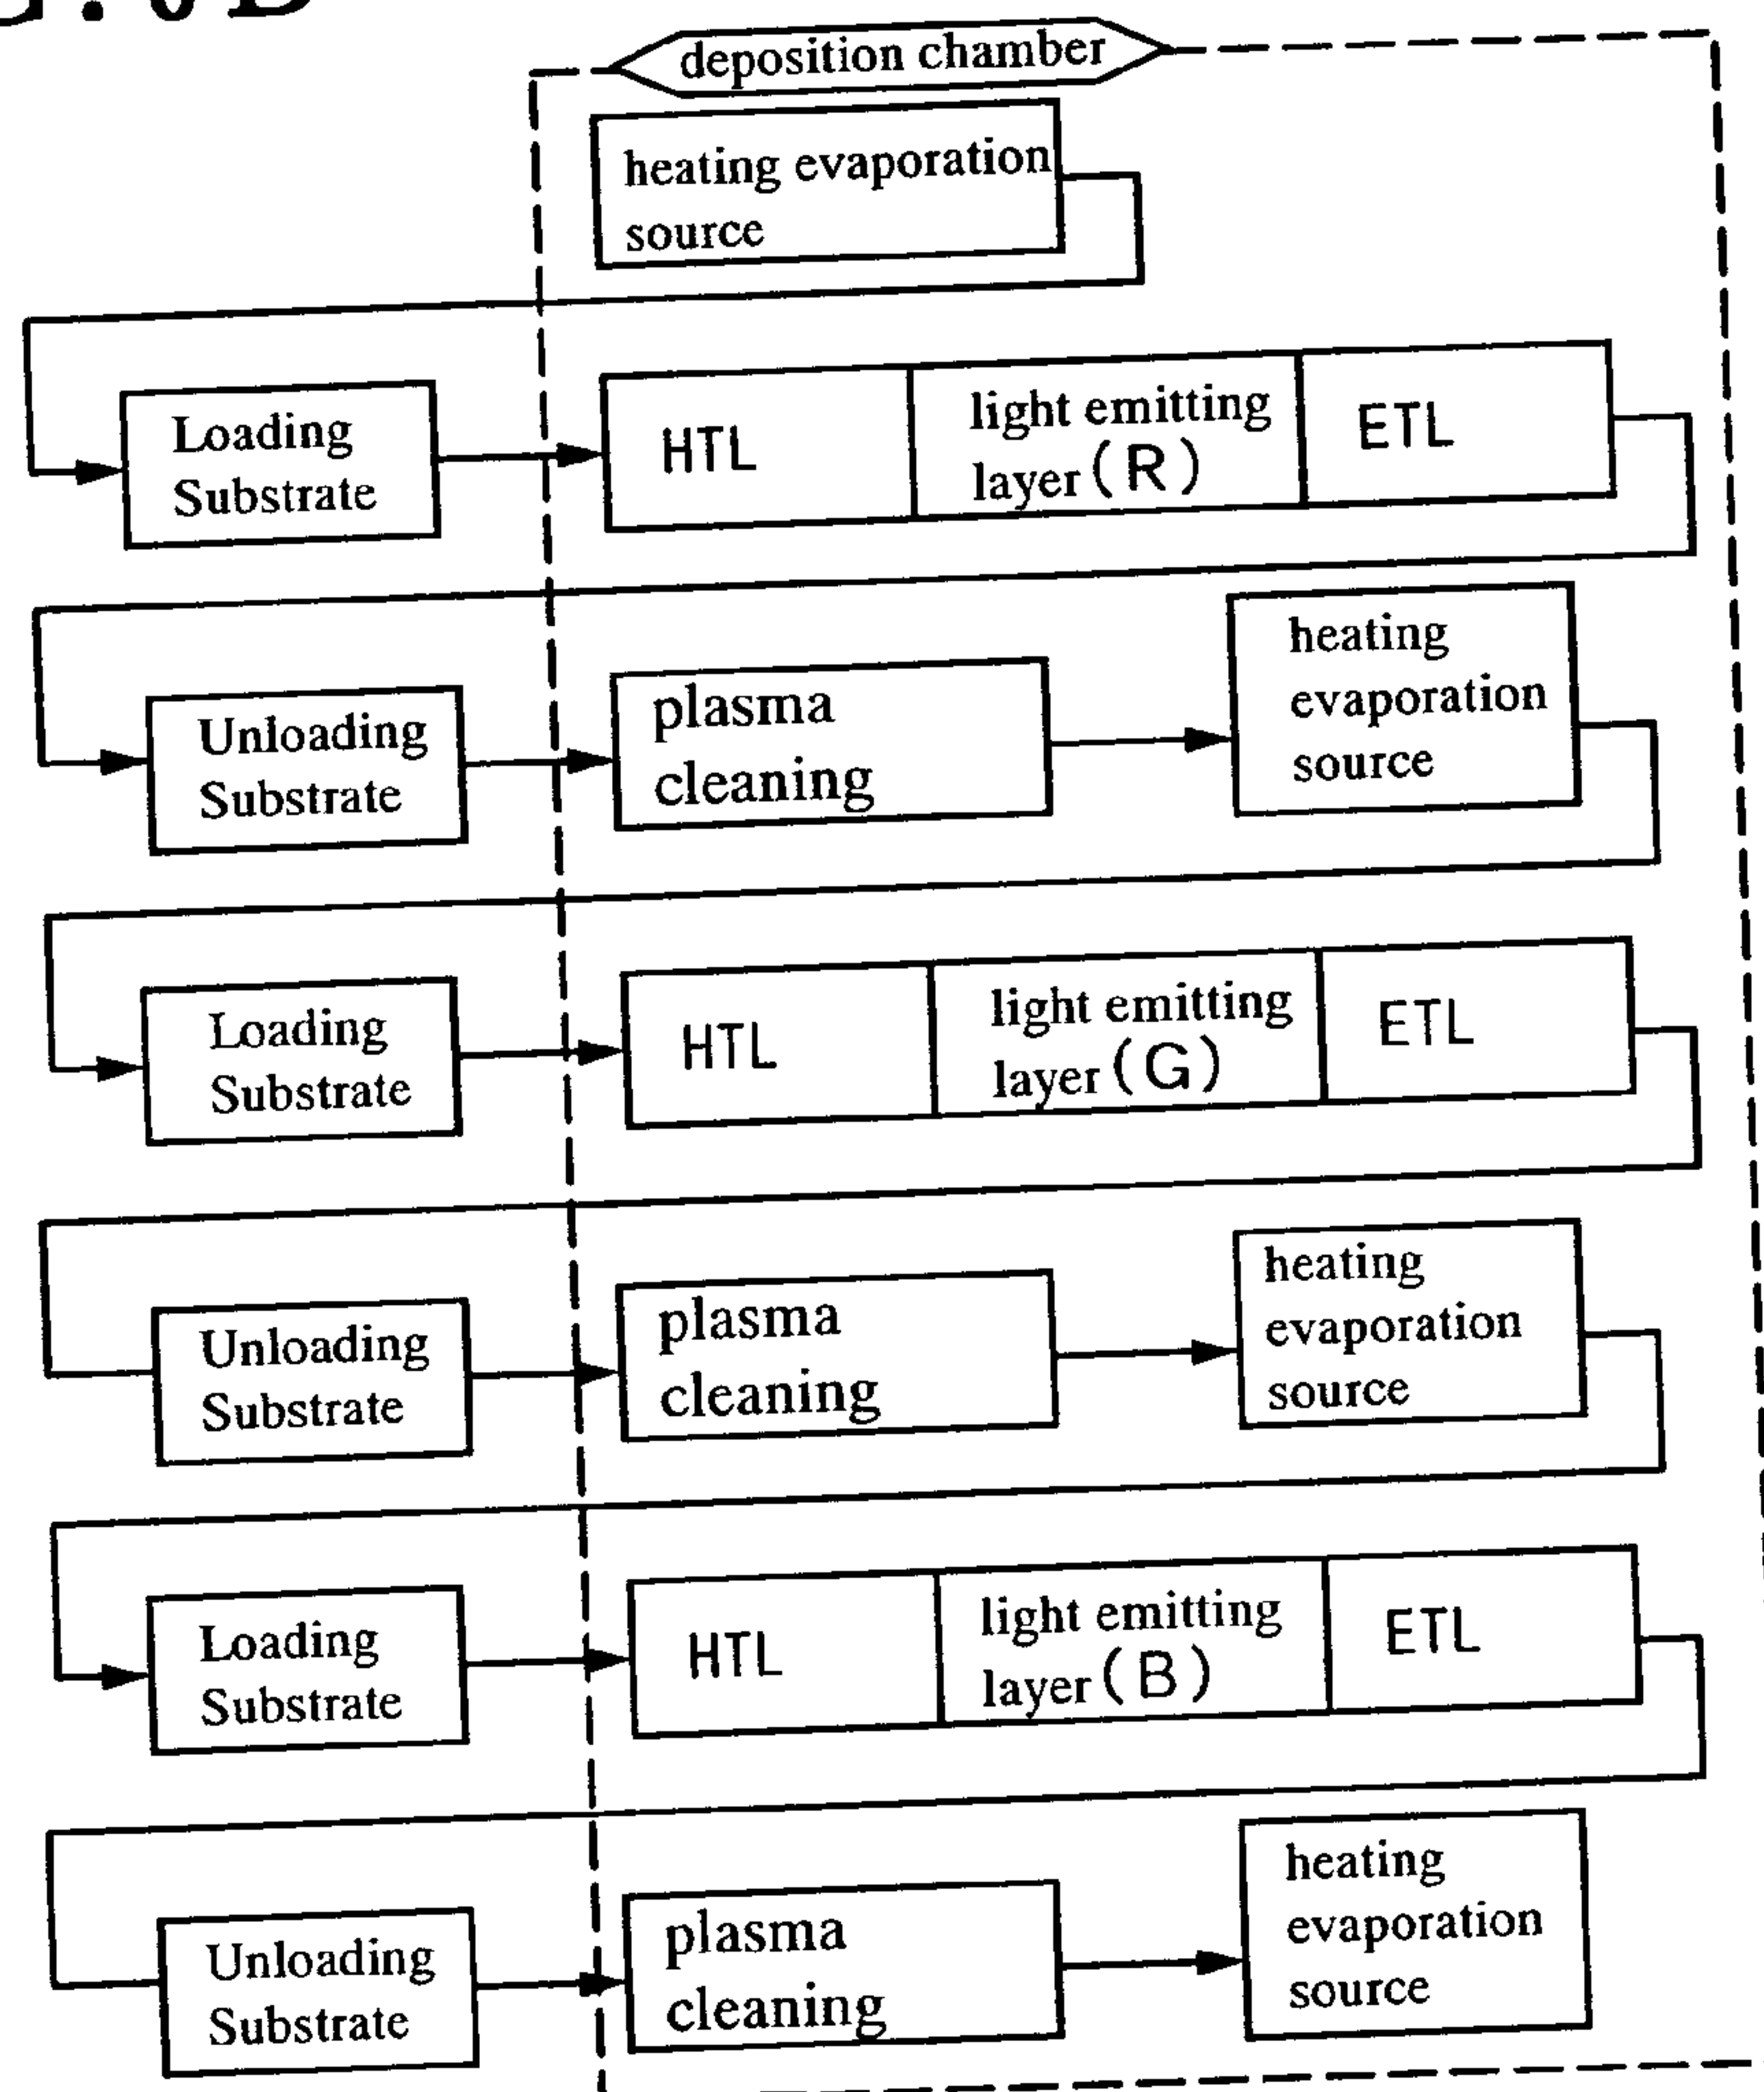 deposition chamber
heating evaporation
source
Loading
Substrate
HTL
light emitting
layer (R)
ETL
Unloading
Substrate
plasma
cleaning
heating
evaporation
source
Loading
Substrate
HTL
light emitting
layer (G)
ETL
Unloading
Substrate
plasma
cleaning
heating
evaporation
source
Loading
Substrate
HTL
light emitting
layer (B)
ETL
Unloading
Substrate
plasma
cleaning
heating
evaporation
source